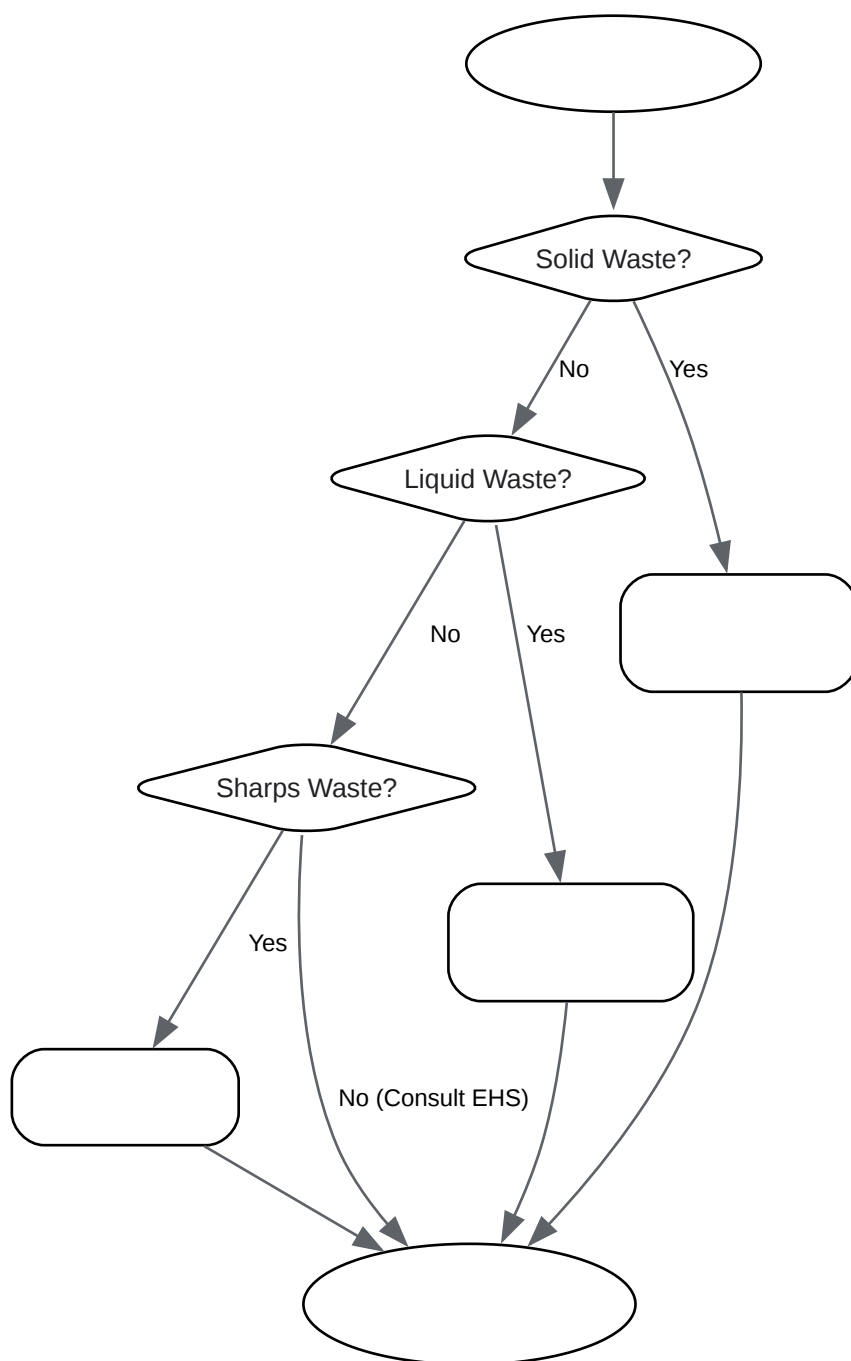 Solid Waste?
No
Yes
Liquid Waste?
No
Yes
Sharps Waste?
Yes
No (Consult EHS)